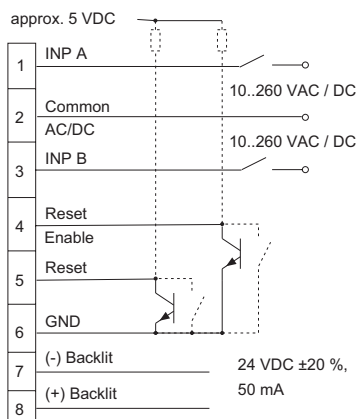 approx. 5 VDC
1 INP A
10..260 VAC / DC
2 Common
AC/DC
10..260 VAC / DC
3 INP B
4 Reset
Enable
5 Reset
6 GND
7 (-) Backlit
24 VDC ±20 %,
50 mA
8 (+) Backlit